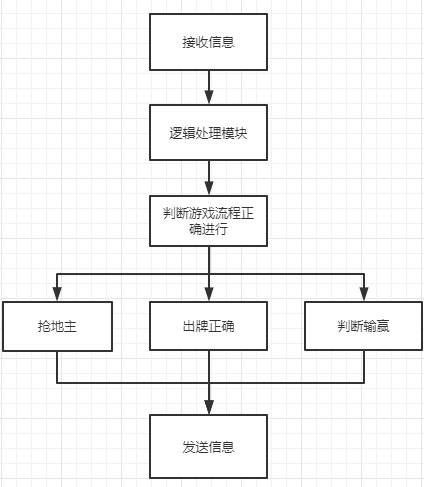 接收信息
逻辑处理模块
判断游戏流程正
确进行
抢地主
出牌正确
判断输赢
发送信息